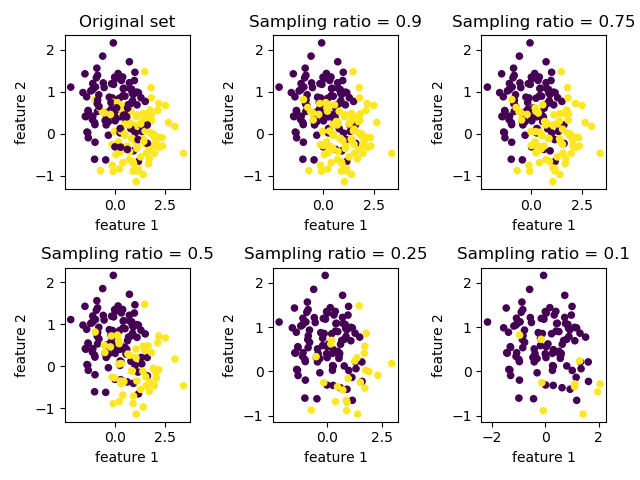 Original set
Sampling ratio = 0.9
Sampling ratio = 0.75
2
1
0
−1
feature 2
0.0
2.5
feature 1
2
1
0
−1
feature 2
0.0
2.5
feature 1
2
1
0
−1
feature 2
0.0
2.5
feature 1
Sampling ratio = 0.5
Sampling ratio = 0.25
Sampling ratio = 0.1
2
1
0
−1
feature 2
0.0
2.5
feature 1
2
1
0
−1
feature 2
0.0
2.5
feature 1
2
1
0
−1
feature 2
−2
0
2
feature 1